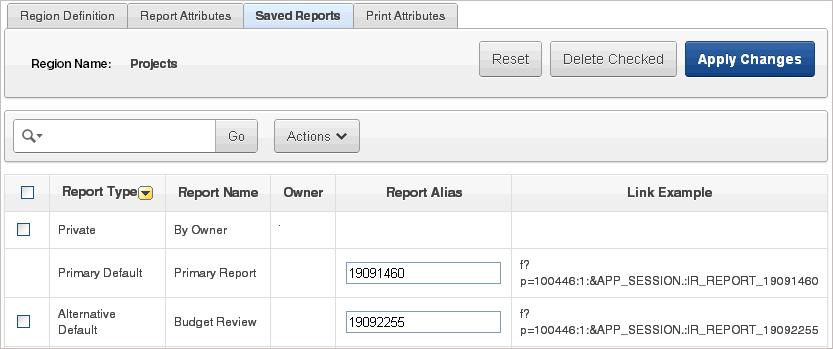 Region Definition Report Attributes Saved Reports Print Attributes
Region Name: Projects Reset Delete Checked Apply Changes
Go Actions
Report Type Report Name Owner Report Alias Link Example
Private By Owner
f?
Primary Default Primary Report 19091460
p=100446:1:&APP_SESSION.:IR_REPORT_19091460
Alternative f?
Default Budget Review 19092255
p=100446:1:&APP_SESSION.:IR_REPORT_19092255